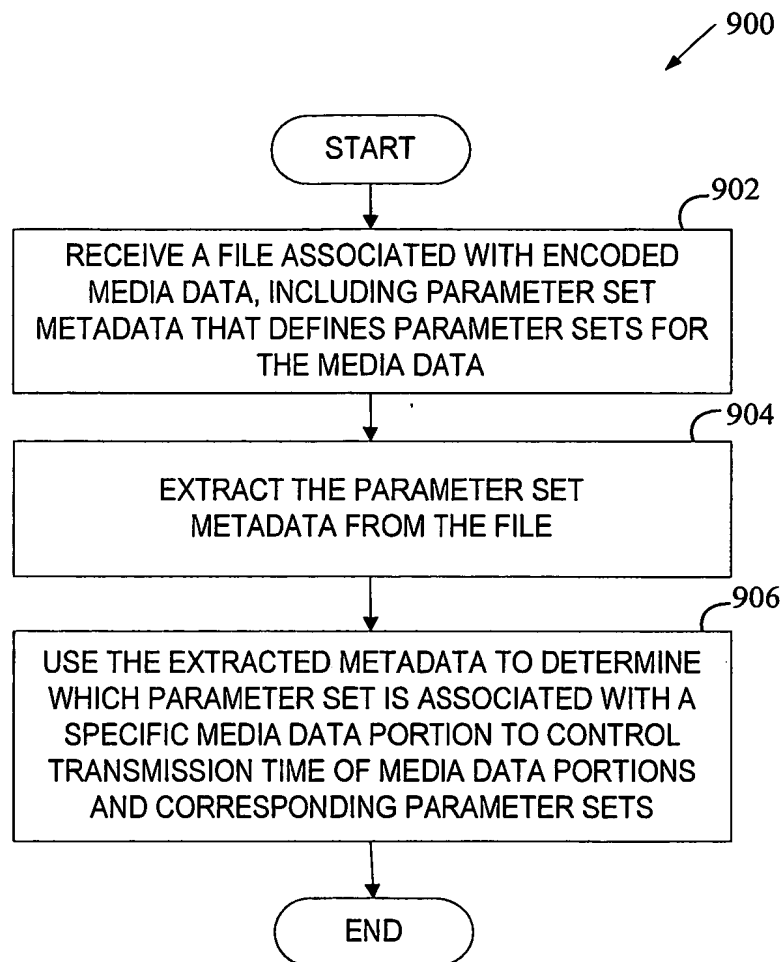 900
START
902
RECEIVE A FILE ASSOCIATED WITH ENCODED
MEDIA DATA, INCLUDING PARAMETER SET
METADATA THAT DEFINES PARAMETER SETS FOR
THE MEDIA DATA
904
EXTRACT THE PARAMETER SET
METADATA FROM THE FILE
906
USE THE EXTRACTED METADATA TO DETERMINE
WHICH PARAMETER SET IS ASSOCIATED WITH A
SPECIFIC MEDIA DATA PORTION TO CONTROL
TRANSMISSION TIME OF MEDIA DATA PORTIONS
AND CORRESPONDING PARAMETER SETS
END